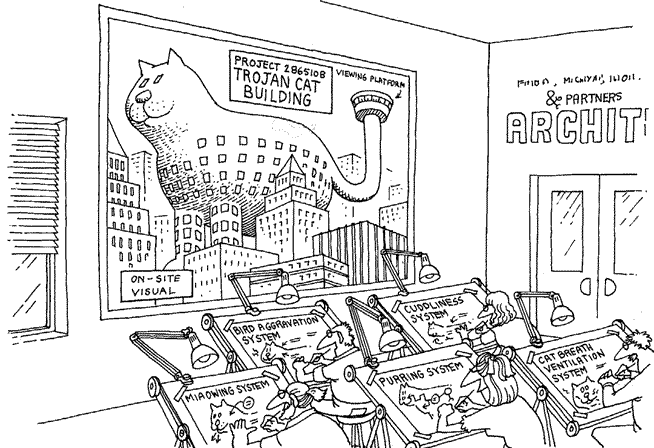 PROJECT 286510B
TROJAN CAT
BUILDING
VIEWING PLATFORM
& PARTNERS
ARCHIT
ON-SITE
VISUAL
BIRD AGGRAVATION
SYSTEM
CUDDLINESS
SYSTEM
MIAOWING SYSTEM
PURRING SYSTEM
CAT BREATH
VENTILATION
SYSTEM